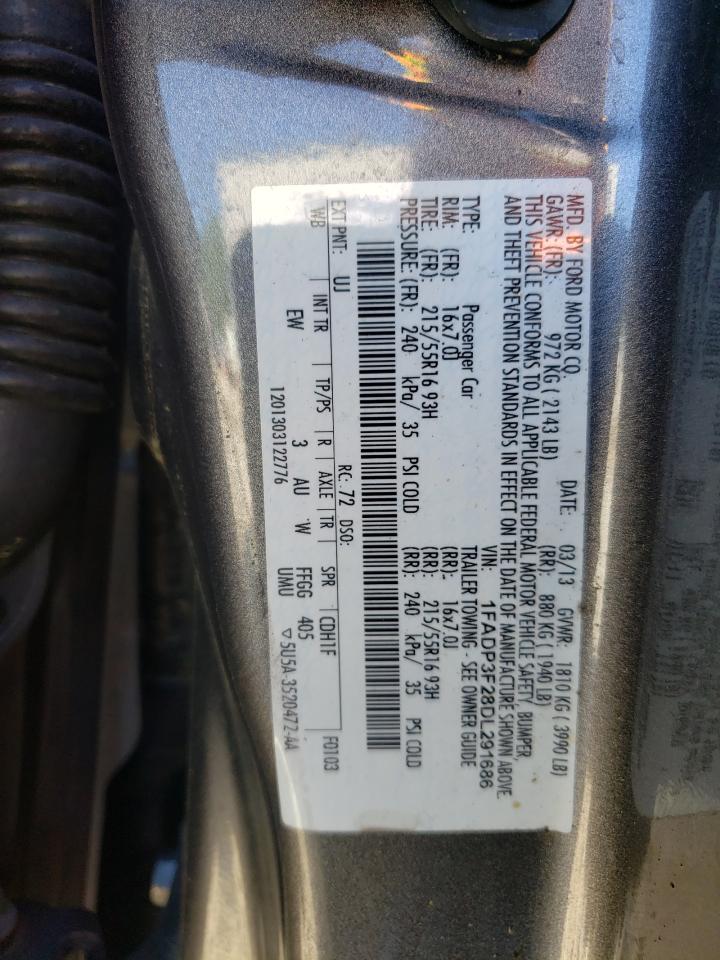 MFD. BY FORD MOTOR CO. DATE: 03/13 GVWR: 1810 KG ( 3990 LB)
GAWR: (FR): 972 KG ( 2143 LB) (RR): 880 KG ( 1940 LB)
THIS VEHICLE CONFORMS TO ALL APPLICABLE FEDERAL MOTOR VEHICLE SAFETY, BUMPER,
AND THEFT PREVENTION STANDARDS IN EFFECT ON THE DATE OF MANUFACTURE SHOWN ABOVE.
VIN: 1FADP3F28DL291686
TYPE: Passenger Car TRAILER TOWING - SEE OWNER GUIDE
RIM: (FR): 16x7.0J (RR): 16x7.0J
TIRE: (FR): 215/55R16 93H (RR): 215/55R16 93H
PRESSURE: (FR): 240 kPa/ 35 PSI COLD (RR): 240 kPa/ 35 PSI COLD
EXT PNT: UJ RC: 72 DSO: F0103
WB INT TR TP/PS R AXLE TR SPR CDH1F
EW 3 AU W FFGG 405
UMU
1201303122776 ▽ 5U5A-3520472-AA